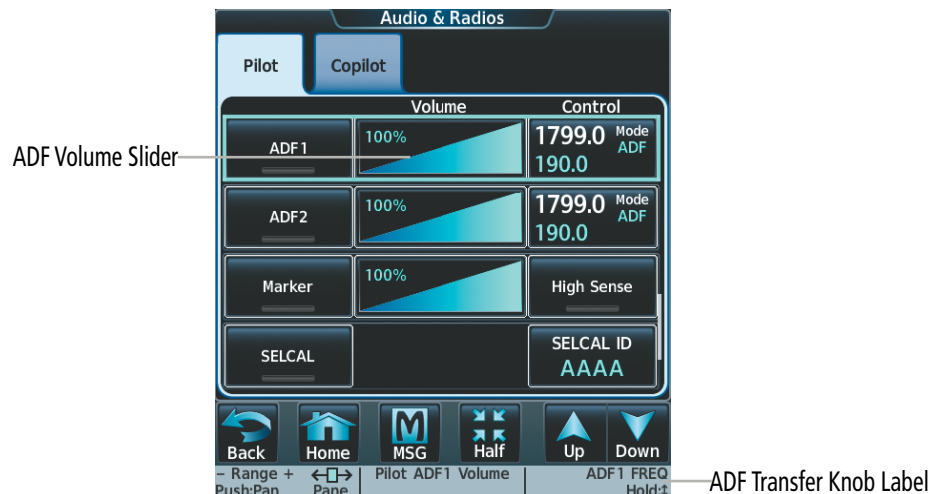 Audio & Radios
Pilot
Copilot
Volume
Control
ADF Volume Slider
ADF1
100%
1799.0 Mode
ADF
190.0
ADF2
100%
1799.0 Mode
ADF
190.0
Marker
100%
High Sense
SELCAL
SELCAL ID
AAAA
Back
Home
MSG
Half
Up
Down
– Range +
Pilot ADF1 Volume
ADF1 FREQ
Push:Pan
Pane
Hold:↕
ADF Transfer Knob Label